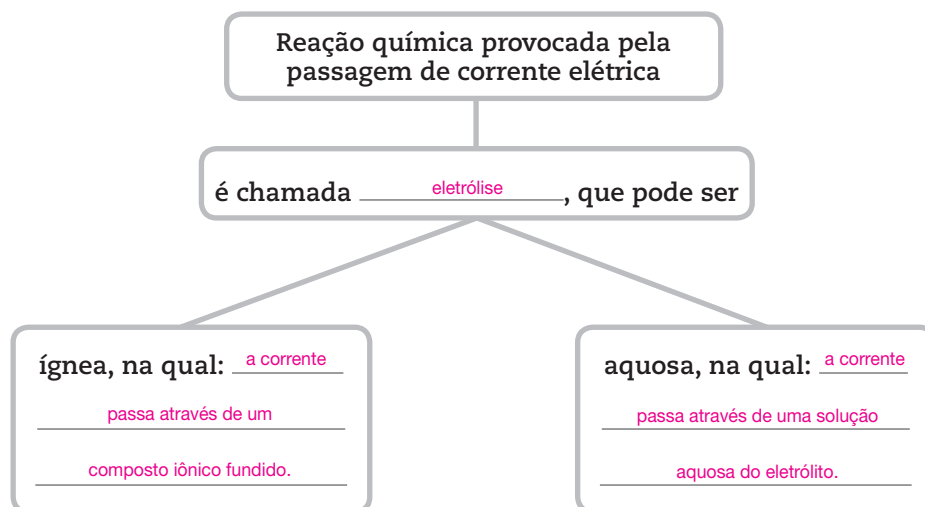 Reação química provocada pela
passagem de corrente elétrica
é chamada eletrólise, que pode ser
ígnea, na qual: a corrente
passa através de um
composto iônico fundido.
aquosa, na qual: a corrente
passa através de uma solução
aquosa do eletrólito.